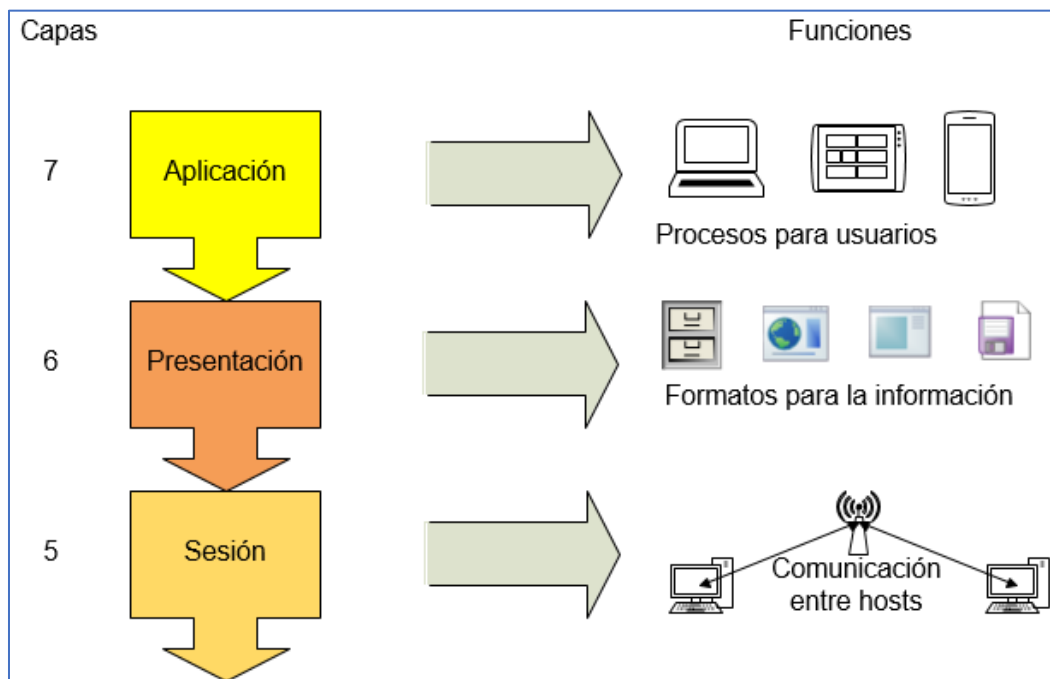 Capas
Funciones
7
Aplicación
Procesos para usuarios
6
Presentación
Formatos para la información
5
Sesión
Comunicación
entre hosts